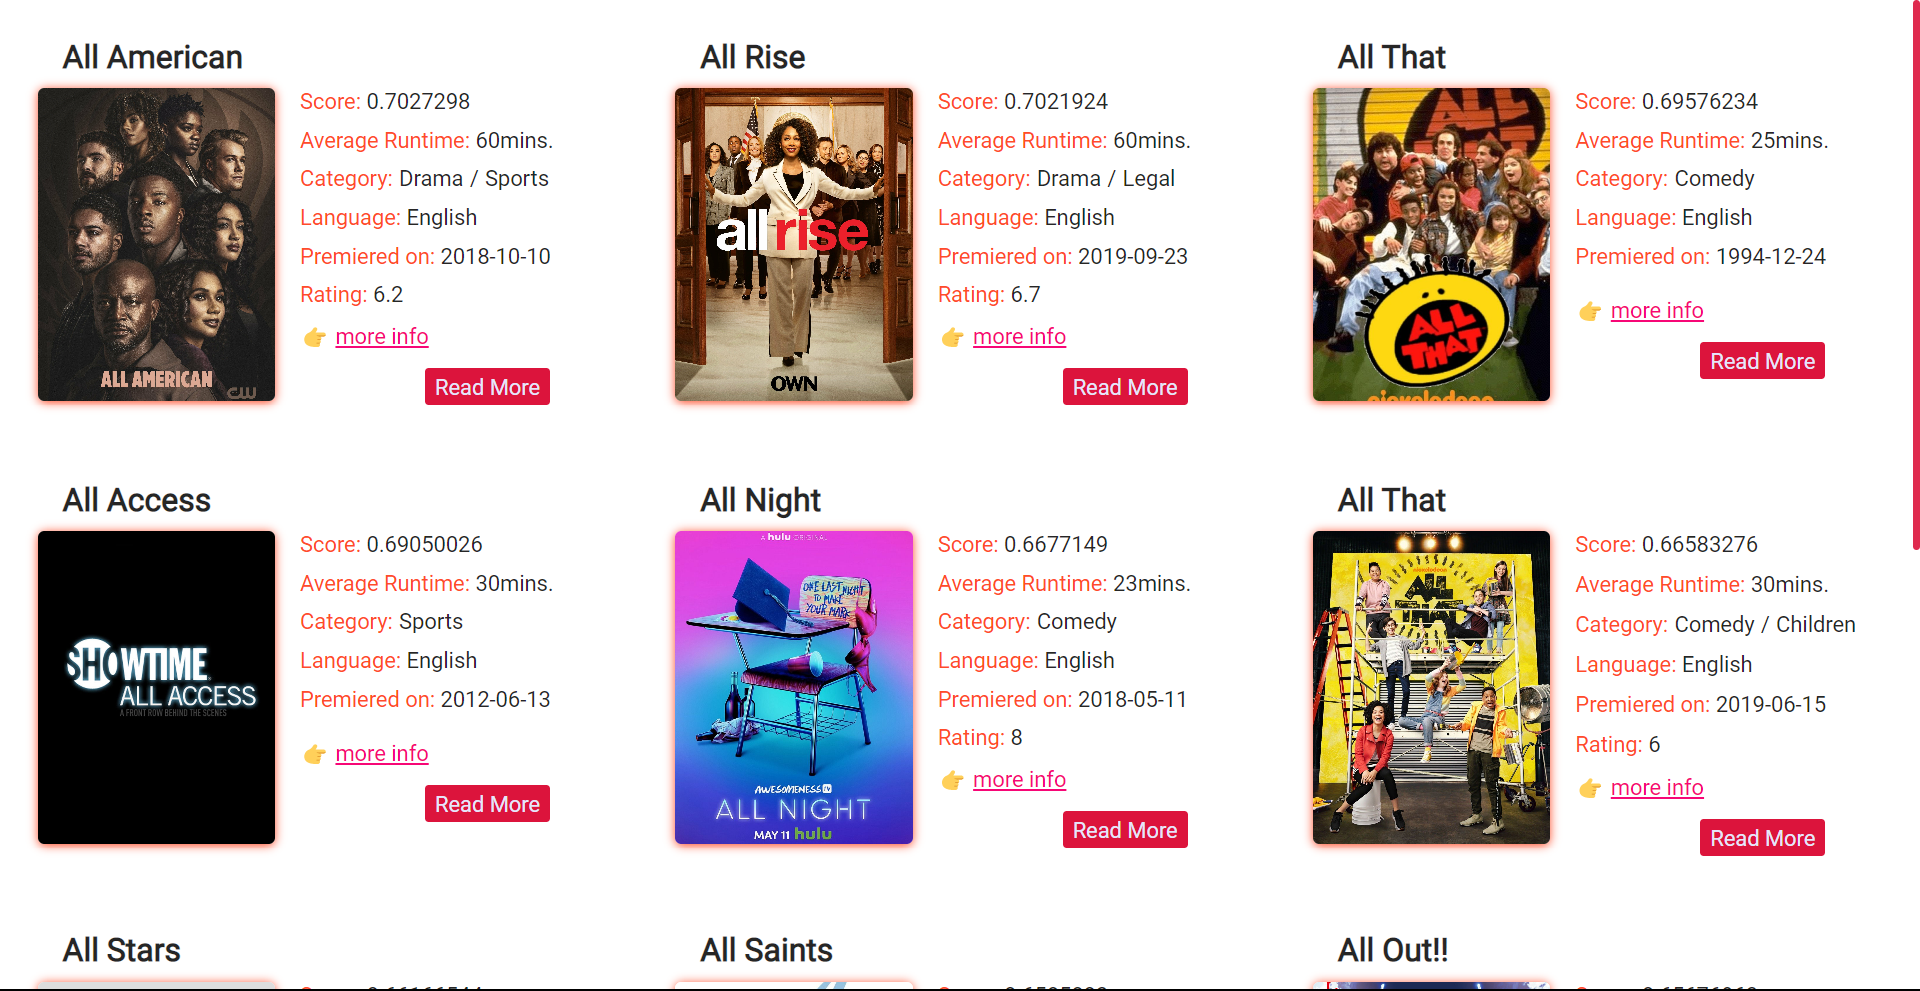 All American
ALL AMERICAN
CW
Score: 0.7027298
Average Runtime: 60mins.
Category: Drama / Sports
Language: English
Premiered on: 2018-10-10
Rating: 6.2
👉 more info
Read More
All Rise
all rise
OWN
Score: 0.7021924
Average Runtime: 60mins.
Category: Drama / Legal
Language: English
Premiered on: 2019-09-23
Rating: 6.7
👉 more info
Read More
All That
ALL
ALL
THAT
nickelodeon
Score: 0.69576234
Average Runtime: 25mins.
Category: Comedy
Language: English
Premiered on: 1994-12-24
👉 more info
Read More
All Access
SHOWTIME
ALL ACCESS
A FRONT ROW BEHIND THE SCENES
Score: 0.69050026
Average Runtime: 30mins.
Category: Sports
Language: English
Premiered on: 2012-06-13
👉 more info
Read More
All Night
A hulu ORIGINAL
ONE LAST NIGHT
TO MAKE
YOUR MARK
AWESOMENESS TV
ALL NIGHT
MAY 11 hulu
Score: 0.6677149
Average Runtime: 23mins.
Category: Comedy
Language: English
Premiered on: 2018-05-11
Rating: 8
👉 more info
Read More
All That
nickelodeon
ALL
Score: 0.66583276
Average Runtime: 30mins.
Category: Comedy / Children
Language: English
Premiered on: 2019-06-15
Rating: 6
👉 more info
Read More
All Stars
All Saints
All Out!!